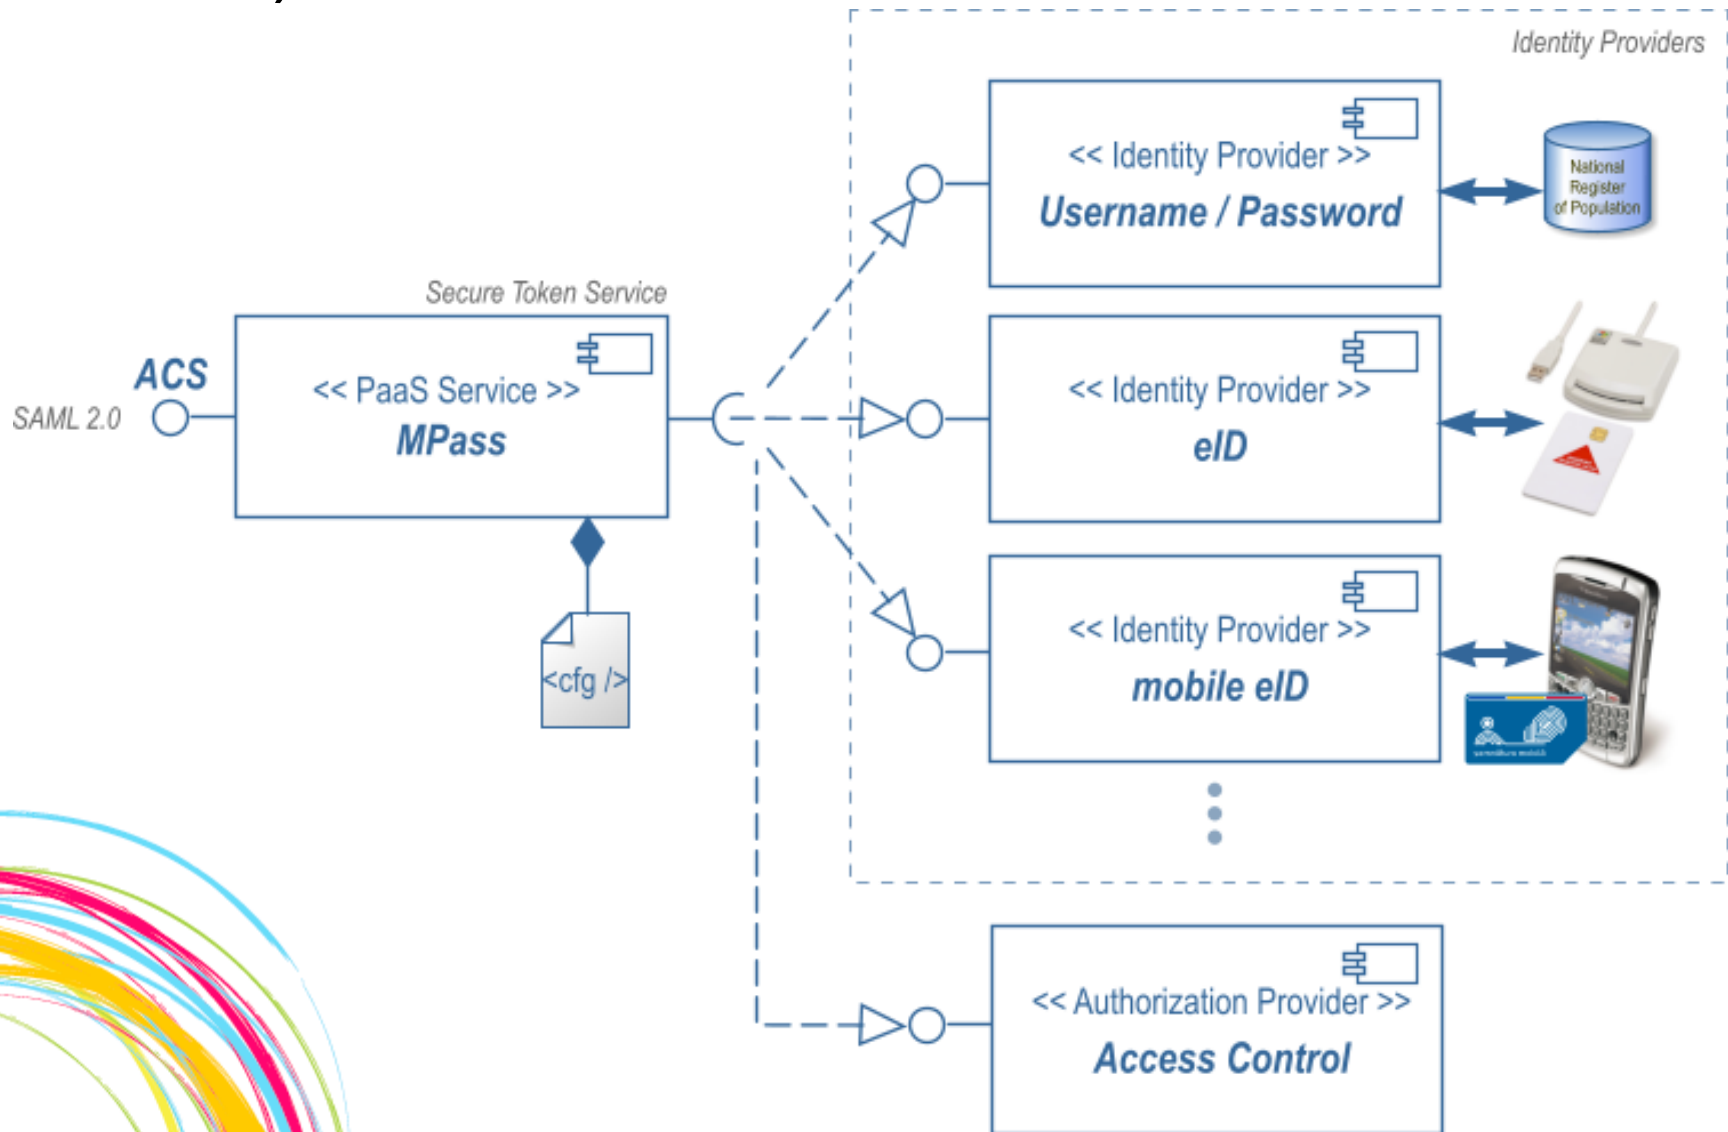 Identity Providers
<< Identity Provider >>
Username / Password
National
Register
of Population
Secure Token Service
ACS
SAML 2.0
<< PaaS Service >>
MPass
<< Identity Provider >>
eID
<cfg />
<< Identity Provider >>
mobile eID
<< Authorization Provider >>
Access Control